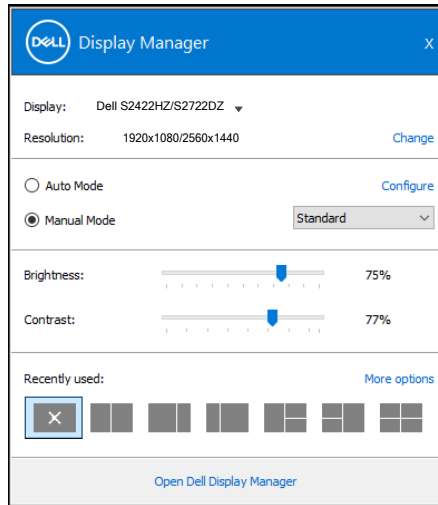 DELL Display Manager X
Display: Dell S2422HZ/S2722DZ
Resolution: 1920x1080/2560x1440 Change
Auto Mode Configure
Manual Mode Standard
Brightness: 75%
Contrast: 77%
Recently used: More options
Open Dell Display Manager